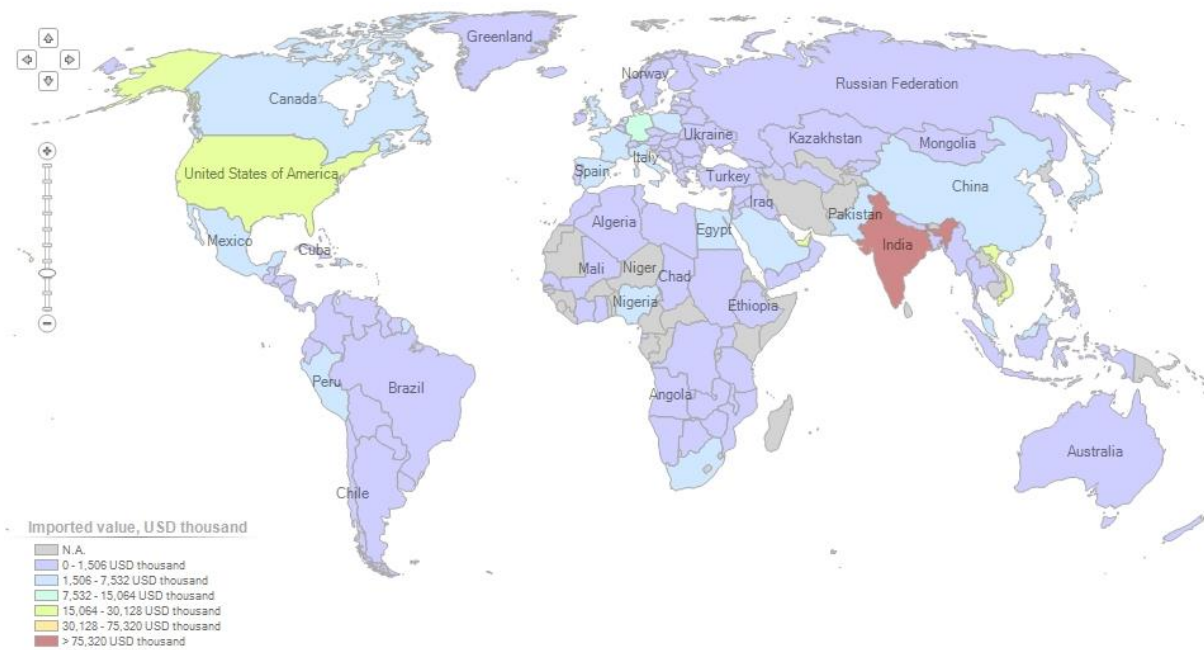 Greenland
Norway
Russian Federation
Canada
Ukraine
Kazakhstan
Mongolia
Italy
Spain
United States of America
Turkey
China
Iraq
Pakistan
Algeria
Egypt
Mexico
India
Cuba
Mali
Niger
Chad
Nigeria
Ethiopia
Peru
Brazil
Angola
Australia
Chile
Imported value, USD thousand
N.A.
0 - 1,506 USD thousand
1,506 - 7,532 USD thousand
7,532 - 15,064 USD thousand
15,064 - 30,128 USD thousand
30,128 - 75,320 USD thousand
> 75,320 USD thousand